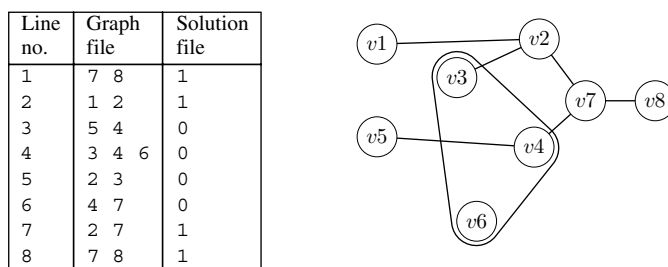 Line no. Graph file Solution file
1 7 8 1
2 1 2 1
3 5 4 0
4 3 4 6 0
5 2 3 0
6 4 7 0
7 2 7 1
8 7 8 1
v1
v2
v3
v7
v8
v5
v4
v6